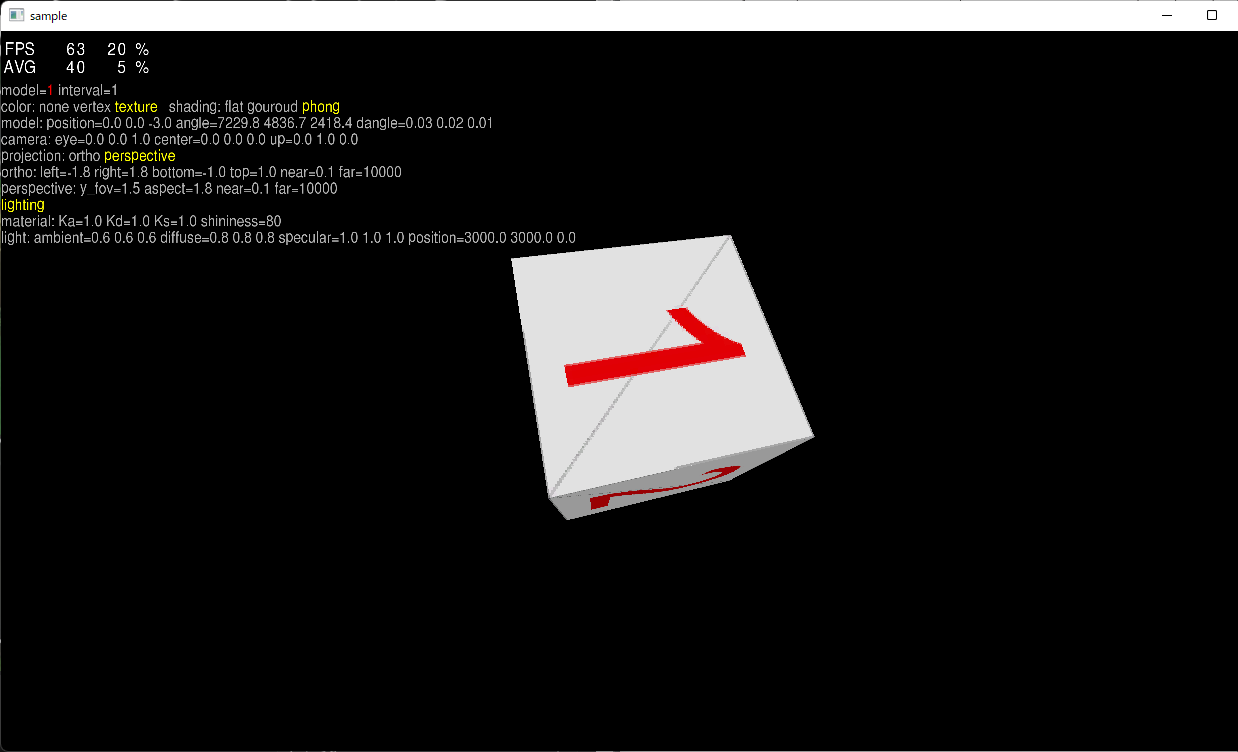 sample
FPS 63 20 %
AVG 40 5 %
model=1 interval=1
color: none vertex texture shading: flat gouroud phong
model: position=0.0 0.0 -3.0 angle=7229.8 4836.7 2418.4 dangle=0.03 0.02 0.01
camera: eye=0.0 0.0 1.0 center=0.0 0.0 0.0 up=0.0 1.0 0.0
projection: ortho perspective
ortho: left=-1.8 right=1.8 bottom=-1.0 top=1.0 near=0.1 far=10000
perspective: y_fov=1.5 aspect=1.8 near=0.1 far=10000
lighting
material: Ka=1.0 Kd=1.0 Ks=1.0 shininess=80
light: ambient=0.6 0.6 0.6 diffuse=0.8 0.8 0.8 specular=1.0 1.0 1.0 position=3000.0 3000.0 0.0
1
2